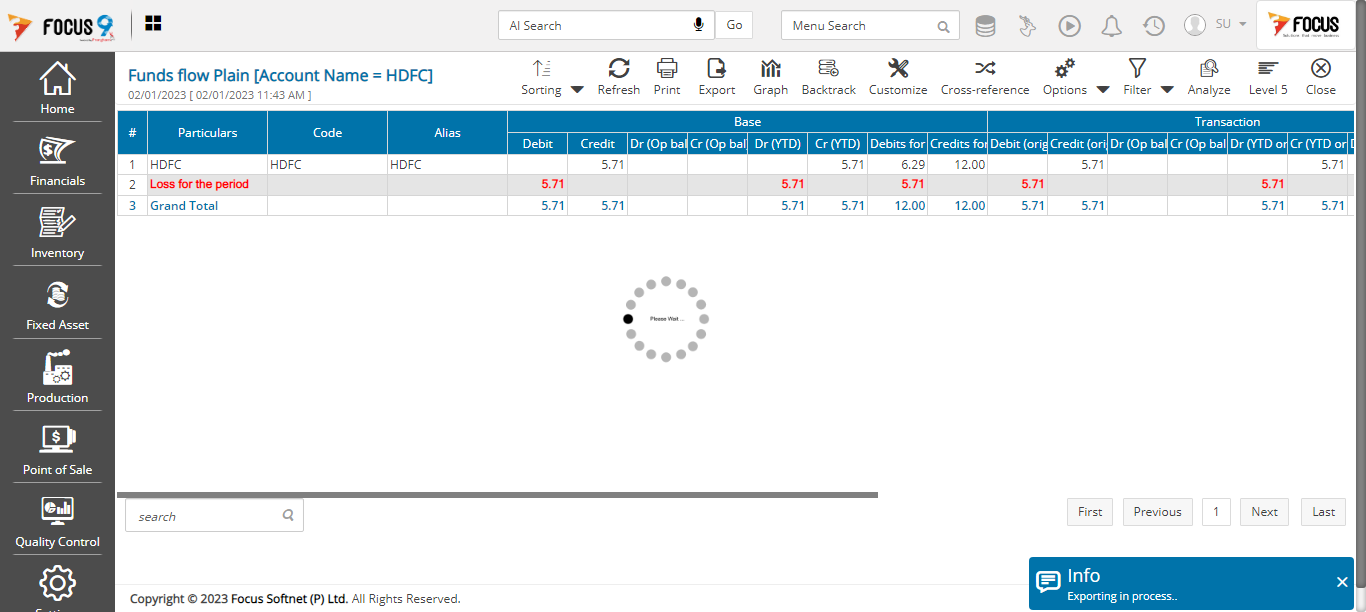 FOCUS 9
AI Search
Go
Menu Search
SU
FOCUS
Home
Financials
Inventory
Fixed Asset
Production
Point of Sale
Quality Control
Funds flow Plain [Account Name = HDFC]
02/01/2023 [ 02/01/2023 11:43 AM ]
Sorting Refresh Print Export Graph Backtrack Customize Cross-reference Options Filter Analyze Level 5 Close
# Particulars Code Alias Base Transaction
Debit Credit Dr (Op bal Cr (Op bal Dr (YTD) Cr (YTD) Debits for Credits for Debit (orig Credit (ori Dr (Op bal Cr (Op bal Dr (YTD or Cr (YTD or
1 HDFC HDFC HDFC 5.71 5.71 6.29 12.00 5.71 5.71
2 Loss for the period 5.71 5.71 5.71 5.71 5.71
3 Grand Total 5.71 5.71 5.71 5.71 12.00 12.00 5.71 5.71 5.71 5.71
Please Wait ...
search
First Previous 1 Next Last
Info
Exporting in process..
Copyright © 2023 Focus Softnet (P) Ltd. All Rights Reserved.